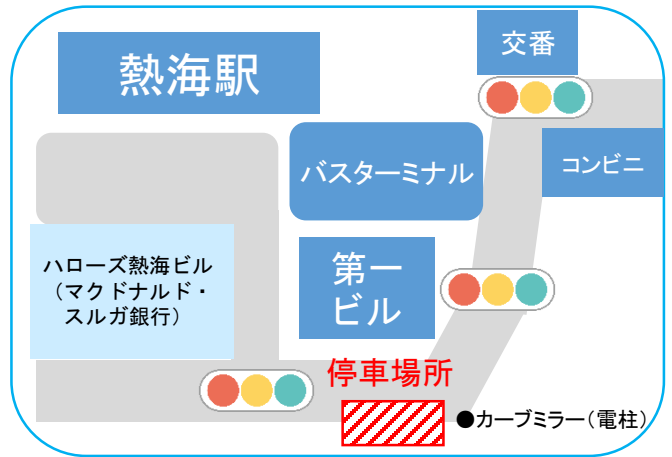 交番
熱海駅
コンビニ
バスターミナル
ハローズ熱海ビル
（マクドナルド・
スルガ銀行）
第一
ビル
停車場所
●カーブミラー（電柱）